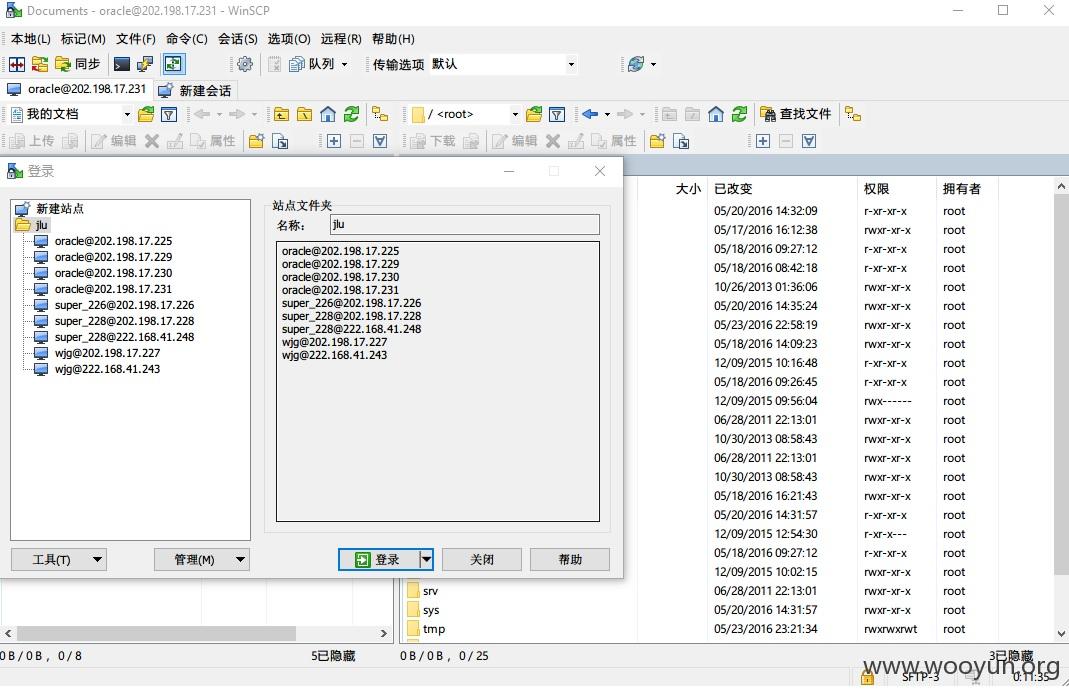 Documents - oracle@202.198.17.231 - WinSCP
本地(L) 标记(M) 文件(F) 命令(C) 会话(S) 选项(O) 远程(R) 帮助(H)
同步 队列 传输选项 默认
oracle@202.198.17.231 新建会话
我的文档 / <root> 查找文件
上传 编辑 属性 下载 编辑 属性
登录
新建站点
jlu
oracle@202.198.17.225
oracle@202.198.17.229
oracle@202.198.17.230
oracle@202.198.17.231
super_226@202.198.17.226
super_228@202.198.17.228
super_228@222.168.41.248
wjg@202.198.17.227
wjg@222.168.41.243
站点文件夹
名称: jlu
oracle@202.198.17.225
oracle@202.198.17.229
oracle@202.198.17.230
oracle@202.198.17.231
super_226@202.198.17.226
super_228@202.198.17.228
super_228@222.168.41.248
wjg@202.198.17.227
wjg@222.168.41.243
工具(T) 管理(M) 登录 关闭 帮助
大小 已改变 权限 拥有者
05/20/2016 14:32:09 r-xr-xr-x root
05/17/2016 16:12:38 rwxr-xr-x root
05/18/2016 09:27:12 r-xr-xr-x root
05/18/2016 08:42:18 r-xr-xr-x root
10/26/2013 01:36:06 rwxr-xr-x root
05/20/2016 14:35:24 rwxr-xr-x root
05/23/2016 22:58:19 rwxr-xr-x root
05/18/2016 14:09:23 rwxr-xr-x root
12/09/2015 10:16:48 r-xr-xr-x root
05/18/2016 09:26:45 r-xr-xr-x root
12/09/2015 09:56:04 rwx------ root
06/28/2011 22:13:01 rwxr-xr-x root
10/30/2013 08:58:43 rwxr-xr-x root
06/28/2011 22:13:01 rwxr-xr-x root
10/30/2013 08:58:43 rwxr-xr-x root
05/18/2016 16:21:43 rwxr-xr-x root
05/20/2016 14:31:57 r-xr-xr-x root
12/09/2015 12:54:30 r-xr-x--- root
05/18/2016 09:27:12 r-xr-xr-x root
12/09/2015 10:02:15 rwxr-xr-x root
srv 06/28/2011 22:13:01 rwxr-xr-x root
sys 05/20/2016 14:31:57 rwxr-xr-x root
tmp 05/23/2016 23:21:34 rwxrwxrwt root
0 B / 0 B, 0 / 8 5已隐藏 0 B / 0 B, 0 / 25 3已隐藏
www.wooyun.org
SFTP-3 0:11:35